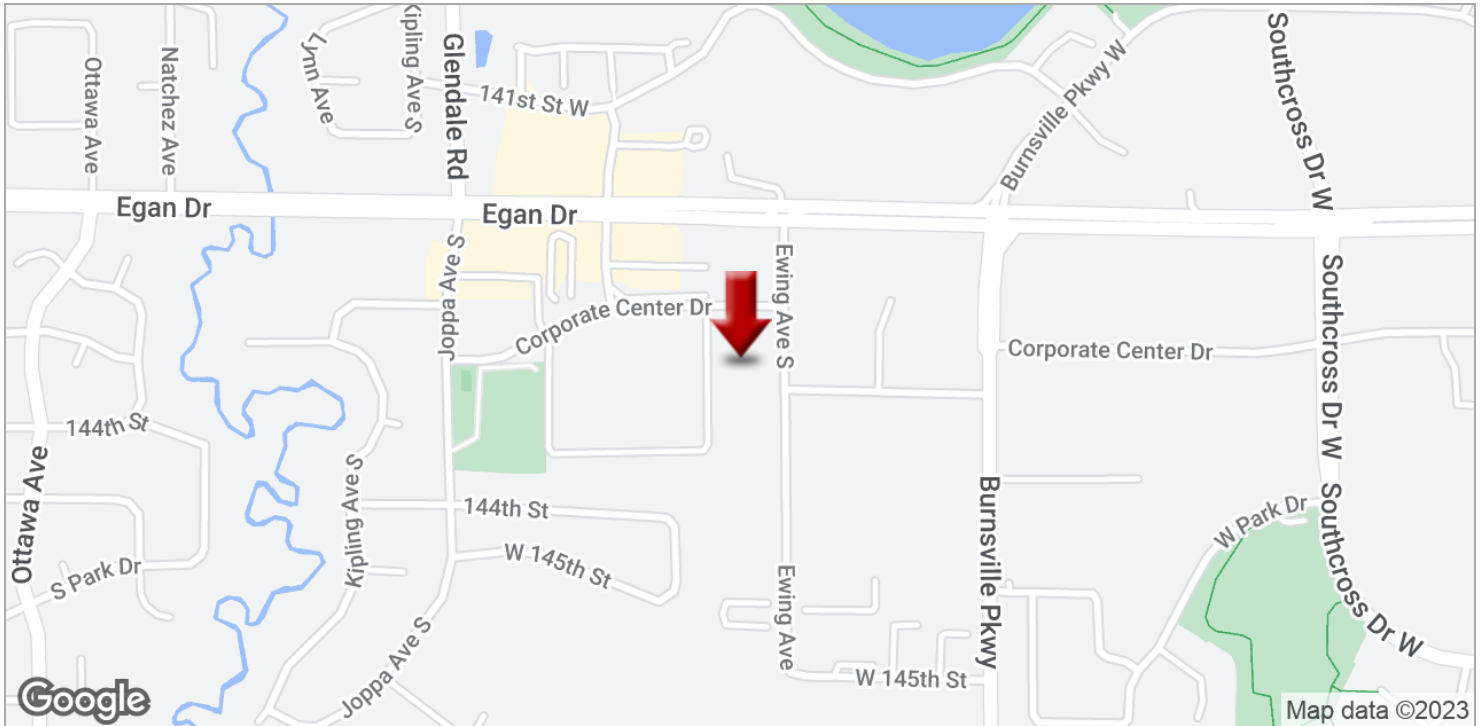 Ottawa Ave
Natchez Ave
Lynn Ave
Kipling Ave S
Glendale Rd
141st St W
Burnsville Pkwy W
Southcross Dr W
Egan Dr
Egan Dr
Joppa Ave S
Corporate Center Dr
Ewing Ave S
Corporate Center Dr
Southcross Dr W
144th St
Ottawa Ave
Kipling Ave S
144th St
W 145th St
S Park Dr
Joppa Ave S
Ewing Ave
W 145th St
Burnsville Pkwy
W Park Dr
Southcross Dr W
Google
Map data ©2023